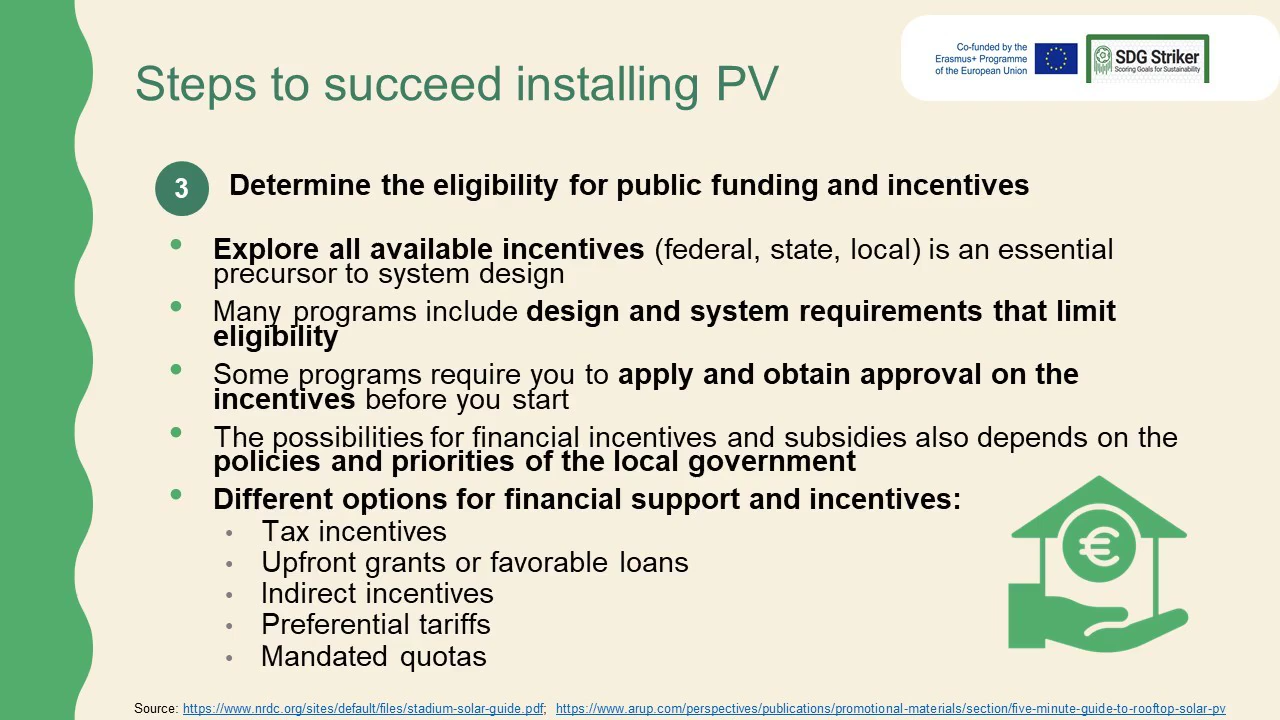 Co-funded by the
Erasmus+ Programme
of the European Union
SDG Striker
Scoring Goals for Sustainability
Steps to succeed installing PV
3
Determine the eligibility for public funding and incentives
• Explore all available incentives (federal, state, local) is an essential
precursor to system design
• Many programs include design and system requirements that limit
eligibility
• Some programs require you to apply and obtain approval on the
incentives before you start
• The possibilities for financial incentives and subsidies also depends on the
policies and priorities of the local government
• Different options for financial support and incentives:
• Tax incentives
• Upfront grants or favorable loans
• Indirect incentives
• Preferential tariffs
• Mandated quotas
€
Source: https://www.nrdc.org/sites/default/files/stadium-solar-guide.pdf; https://www.arup.com/perspectives/publications/promotional-materials/section/five-minute-guide-to-rooftop-solar-pv